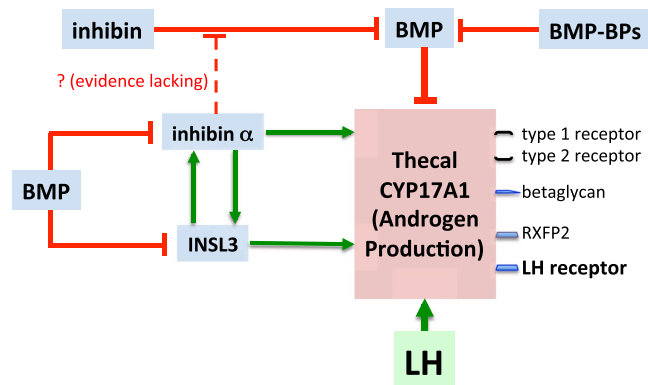 inhibin
BMP
BMP-BPs
? (evidence lacking)
inhibin α
BMP
INSL3
Thecal
CYP17A1
(Androgen
Production)
type 1 receptor
type 2 receptor
betaglycan
RXFP2
LH receptor
LH